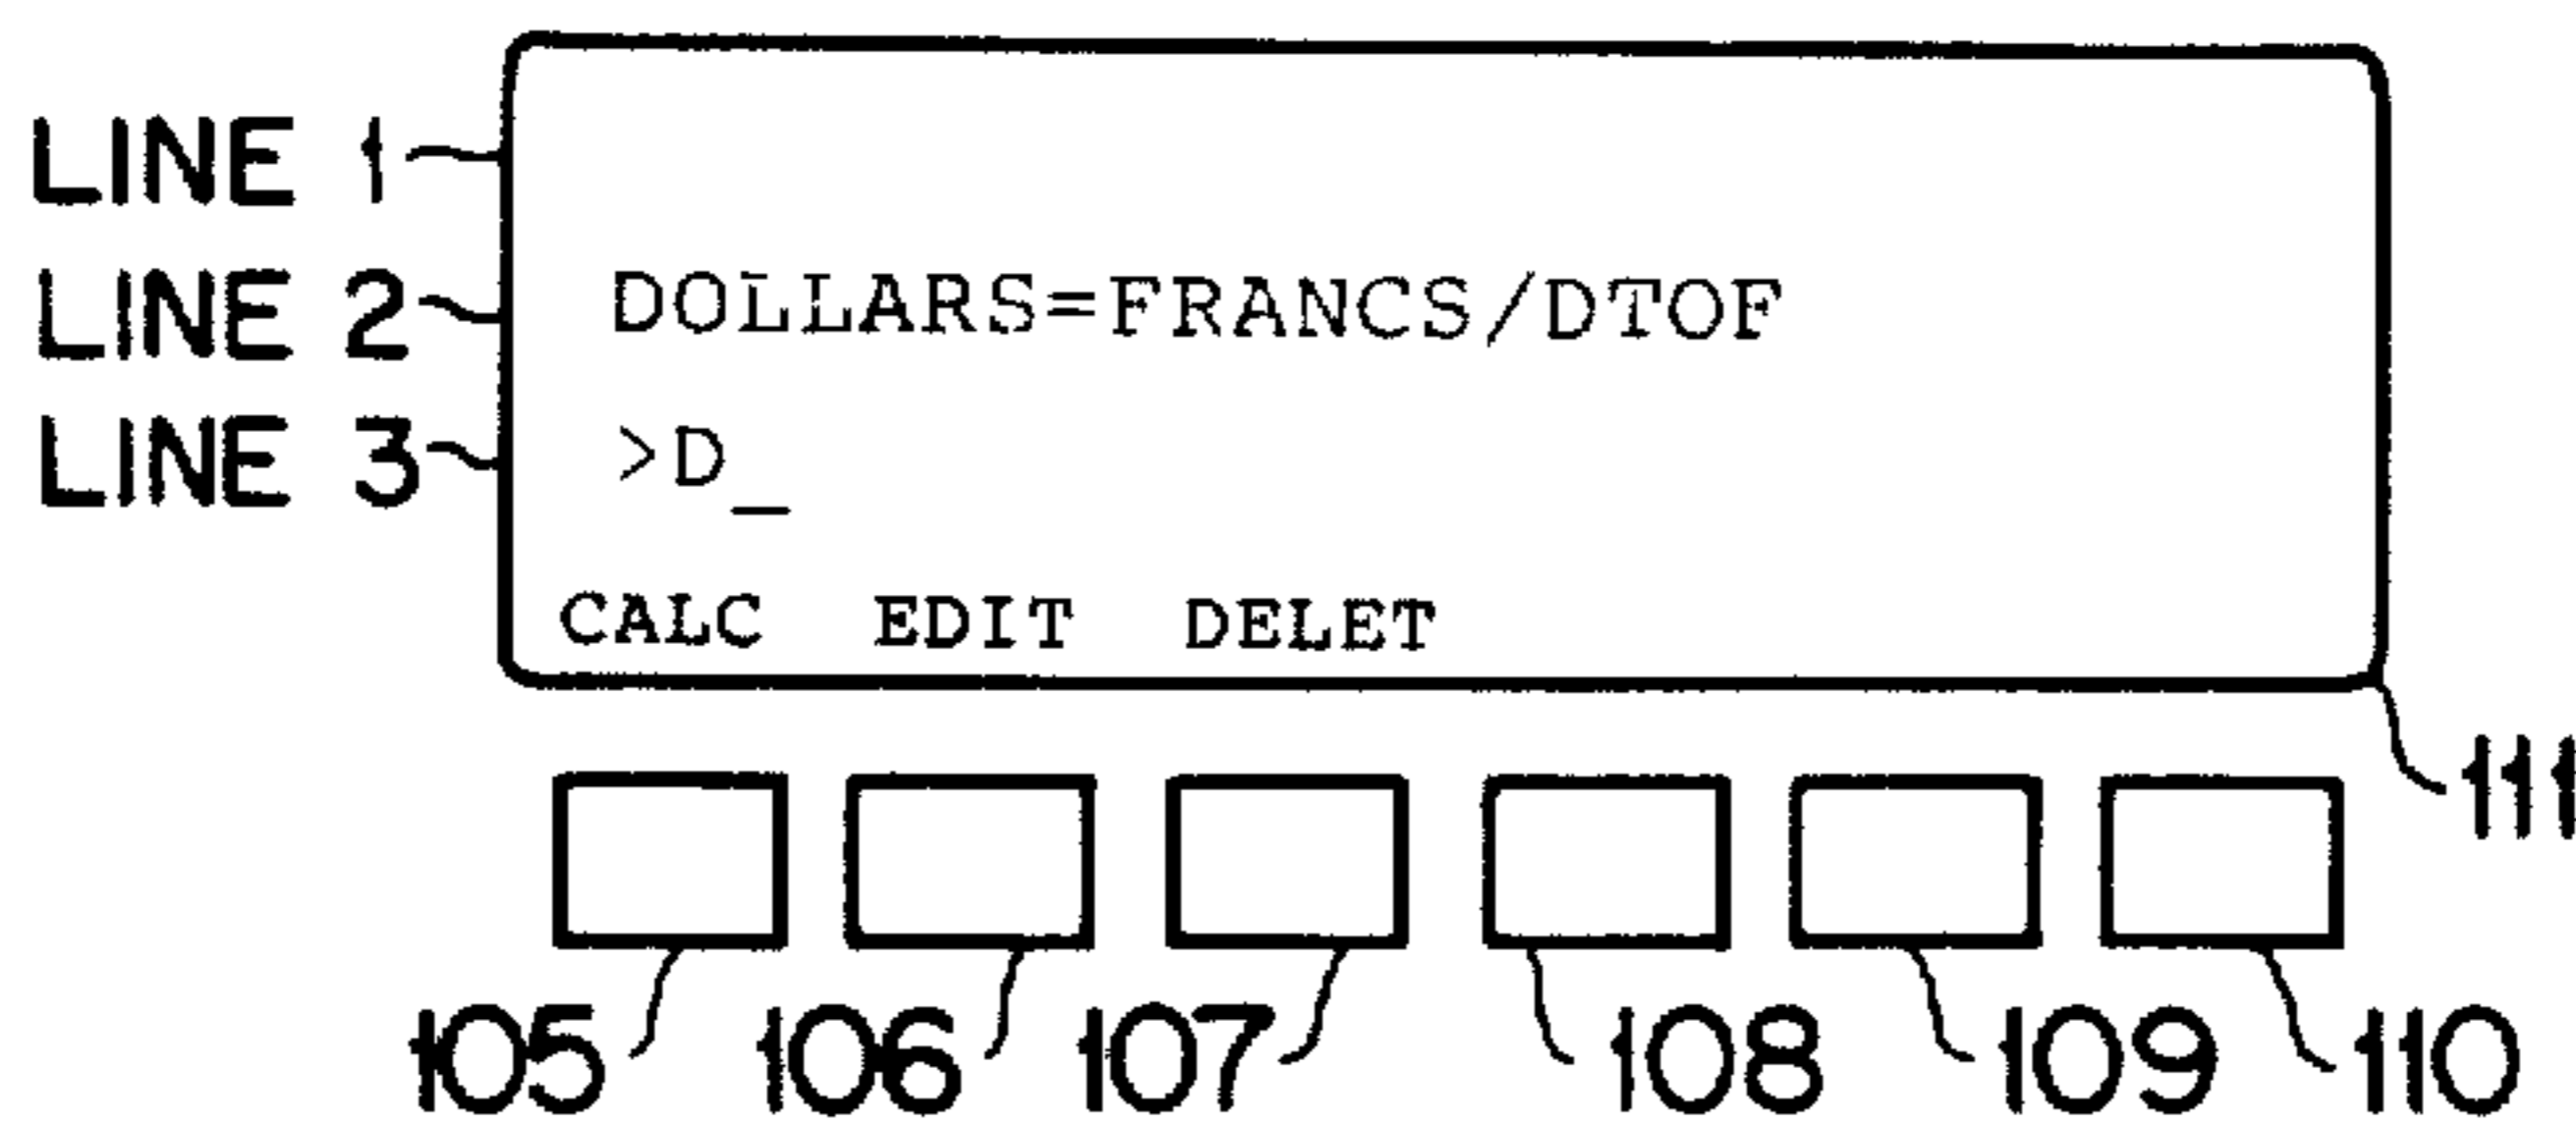 LINE 1
LINE 2 DOLLARS=FRANCS/DTOF
LINE 3 >D_
CALC EDIT DELET
111
105 106 107 108 109 110